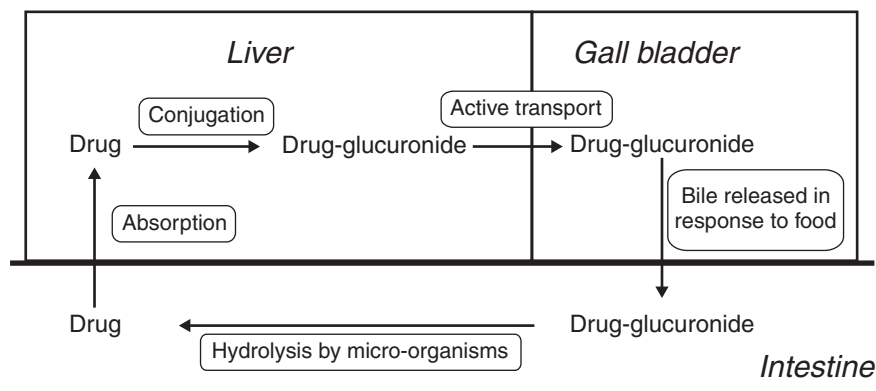 Liver
Gall bladder
Conjugation
Active transport
Drug
Drug-glucuronide
Drug-glucuronide
Absorption
Bile released in
response to food
Drug
Drug-glucuronide
Hydrolysis by micro-organisms
Intestine